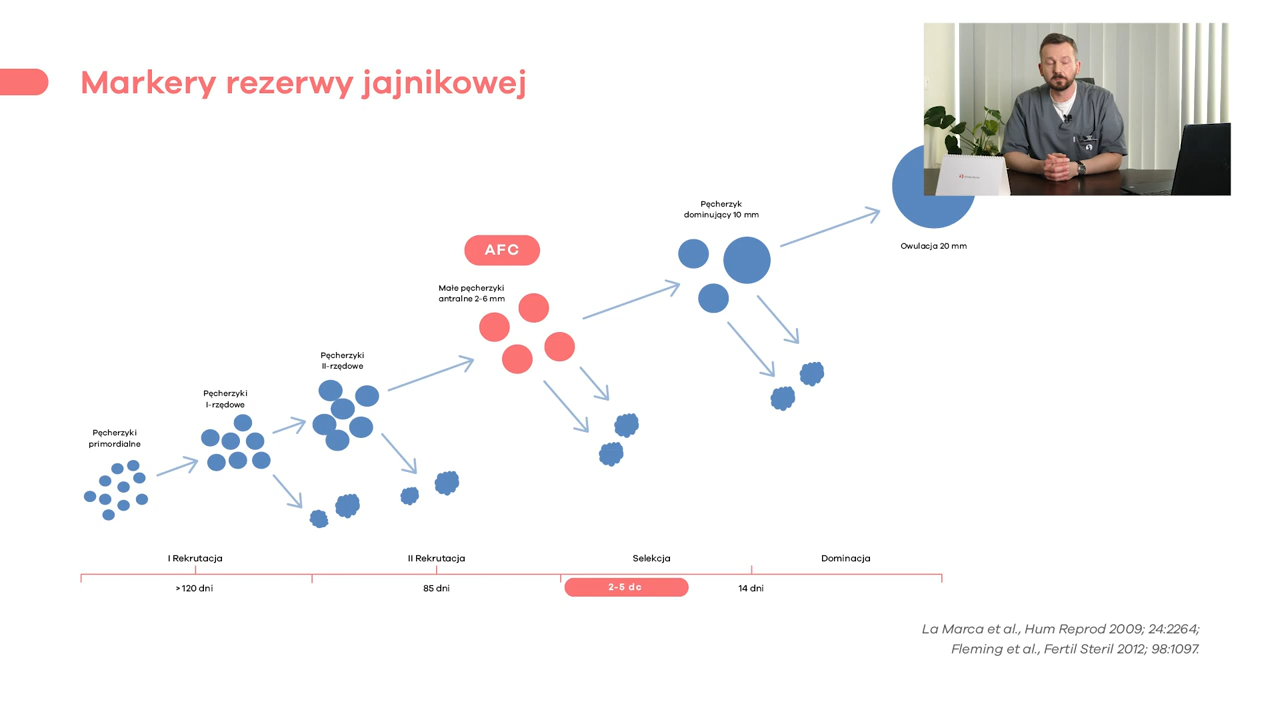 Markery rezerwy jajnikowej
Pęcherzyk
dominujący 10 mm
Owulacja 20 mm
AFC
Małe pęcherzyki
antralne 2-6 mm
Pęcherzyki
II-rzędowe
Pęcherzyki
I-rzędowe
Pęcherzyki
primordialne
I Rekrutacja
II Rekrutacja
Selekcja
Dominacja
> 120 dni
85 dni
2-5 dc
14 dni
La Marca et al., Hum Reprod 2009; 24:2264;
Fleming et al., Fertil Steril 2012; 98:1097.